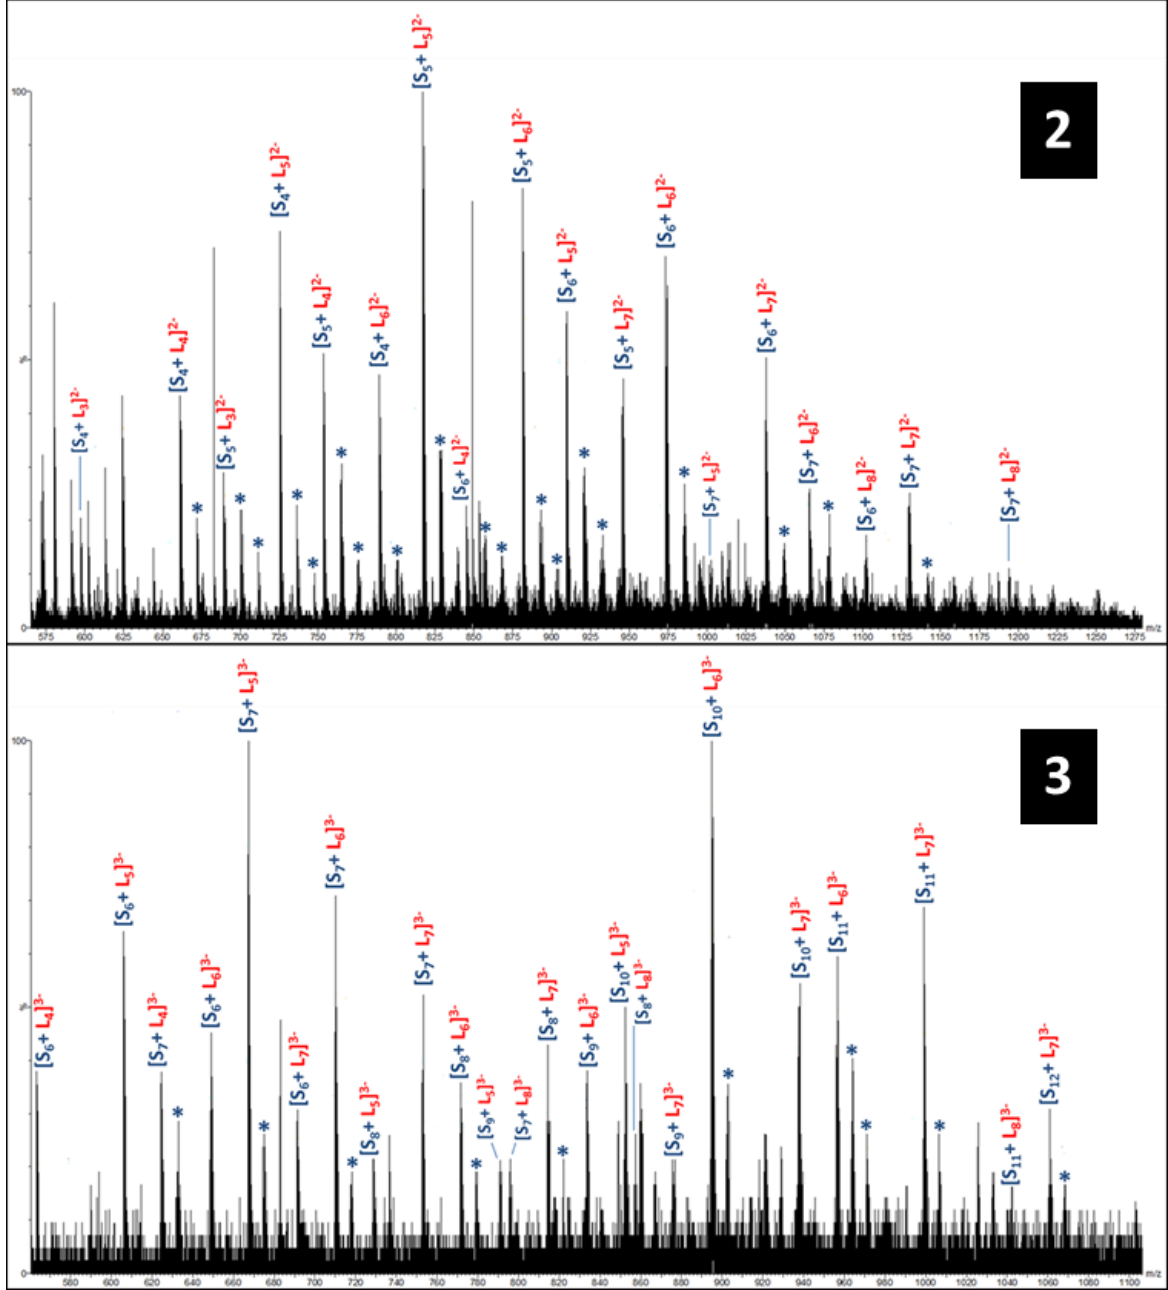 [S₅+ L₅]²⁻
100
2
[S₄+ L₅]²⁻
[S₅+ L₆]²⁻
[S₆+ L₆]²⁻
[S₅+ L₄]²⁻
[S₄+ L₆]²⁻
[S₆+ L₅]²⁻
[S₅+ L₇]²⁻
[S₆+ L₇]²⁻
[S₄+ L₄]²⁻
%
[S₄+ L₃]²⁻
[S₅+ L₃]²⁻
*
*
*
*
*
*
*
*
[S₆+ L₄]²⁻
*
*
*
*
*
*
*
[S₇+ L₅]²⁻
*
[S₇+ L₆]²⁻
*
[S₆+ L₈]²⁻
[S₇+ L₇]²⁻
*
[S₇+ L₈]²⁻
0
575 600 625 650 675 700 725 750 775 800 825 850 875 900 925 950 975 1000 1025 1050 1075 1100 1125 1150 1175 1200 1225 1250 1275 m/z
[S₇+ L₅]³⁻
[S₁₀+ L₆]³⁻
100
3
[S₆+ L₅]³⁻
[S₇+ L₆]³⁻
[S₁₁+ L₇]³⁻
[S₁₀+ L₇]³⁻
[S₁₁+ L₆]³⁻
[S₆+ L₄]³⁻
%
[S₇+ L₄]³⁻
*
[S₆+ L₆]³⁻
*
[S₆+ L₇]³⁻
*
[S₈+ L₅]³⁻
[S₇+ L₇]³⁻
[S₈+ L₆]³⁻
*
[S₉+ L₅]³⁻
[S₇+ L₈]³⁻
[S₈+ L₇]³⁻
*
[S₉+ L₆]³⁻
[S₁₀+ L₅]³⁻
[S₈+ L₈]³⁻
[S₉+ L₇]³⁻
*
*
*
*
[S₁₁+ L₈]³⁻
[S₁₂+ L₇]³⁻
*
0
580 600 620 640 660 680 700 720 740 760 780 800 820 840 860 880 900 920 940 960 980 1000 1020 1040 1060 1080 1100 m/z